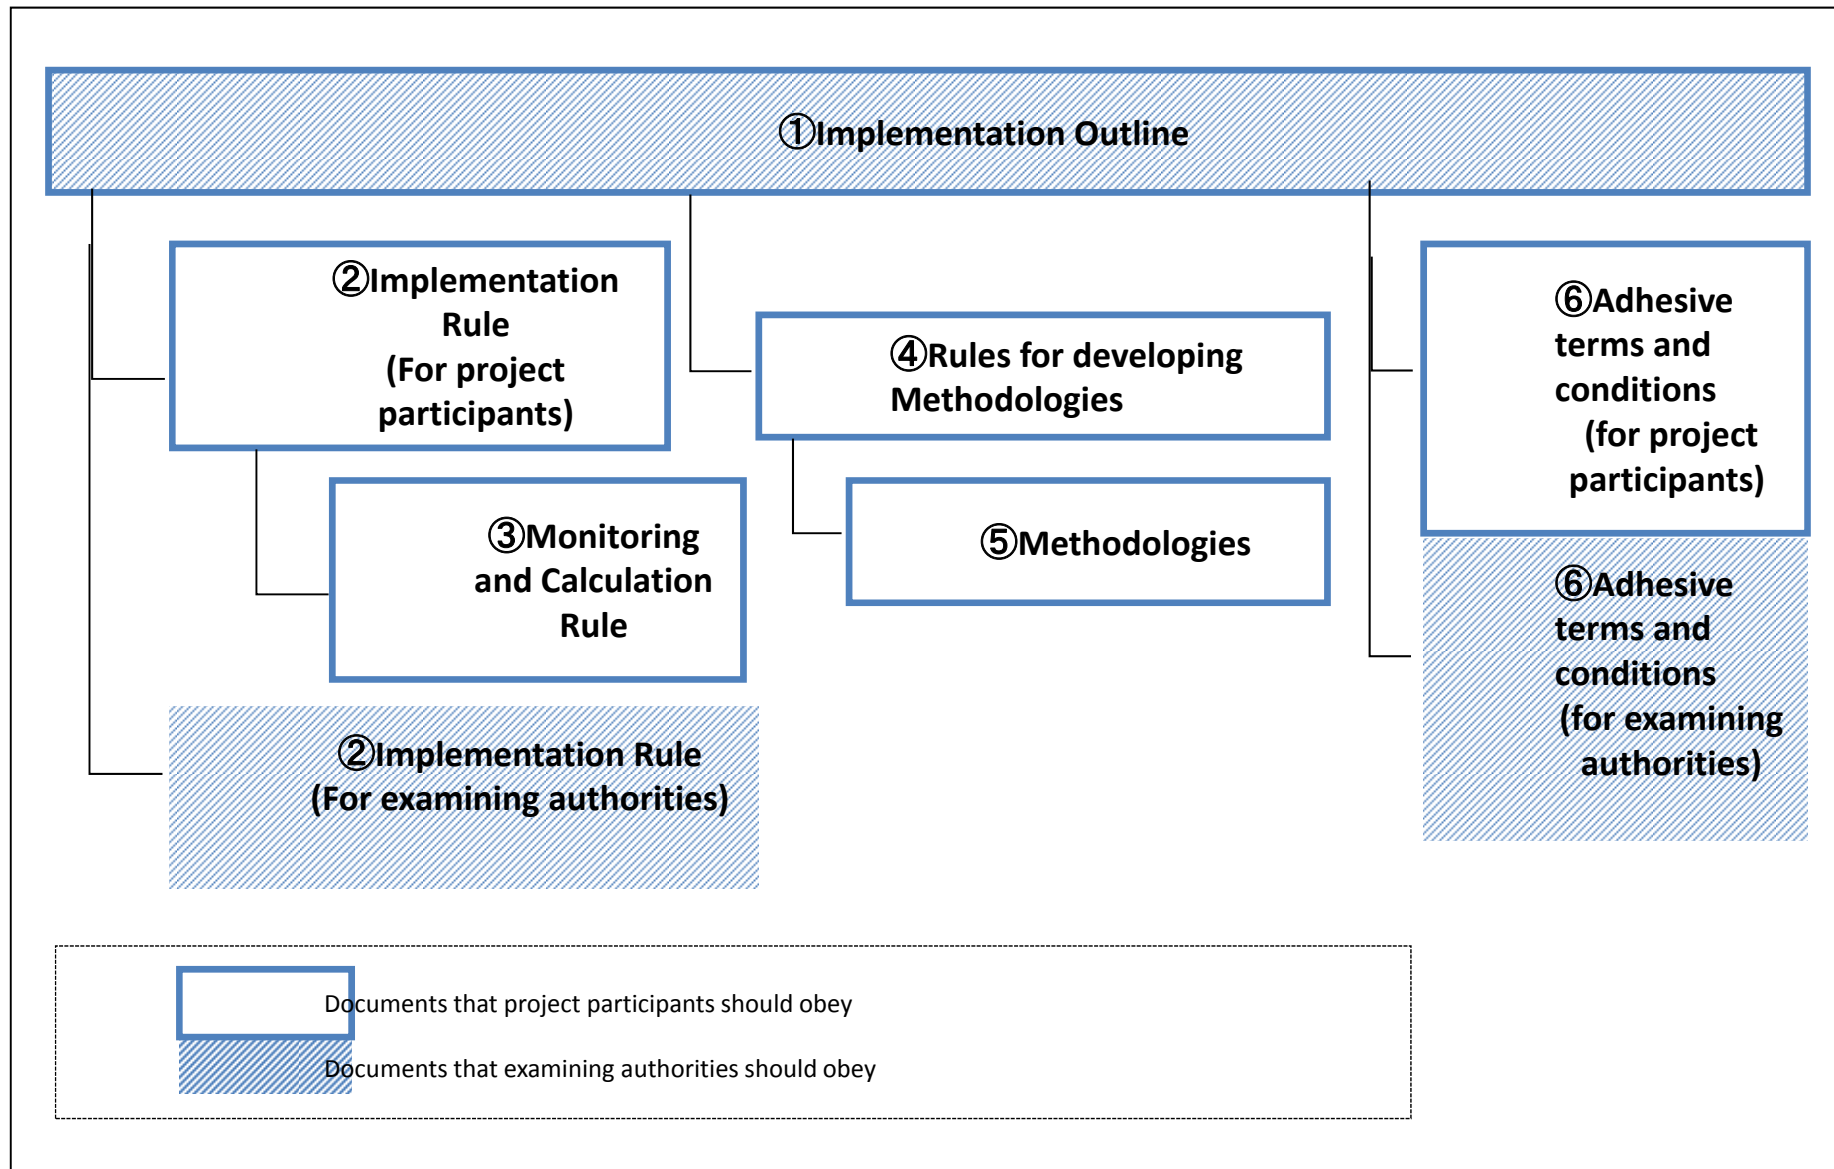 ①Implementation Outline
②Implementation
Rule
(For project
participants)
③Monitoring
and Calculation
Rule
②Implementation Rule
(For examining authorities)
④Rules for developing
Methodologies
⑤Methodologies
⑥Adhesive
terms and
conditions
(for project
participants)
⑥Adhesive
terms and
conditions
(for examining
authorities)
Documents that project participants should obey
Documents that examining authorities should obey